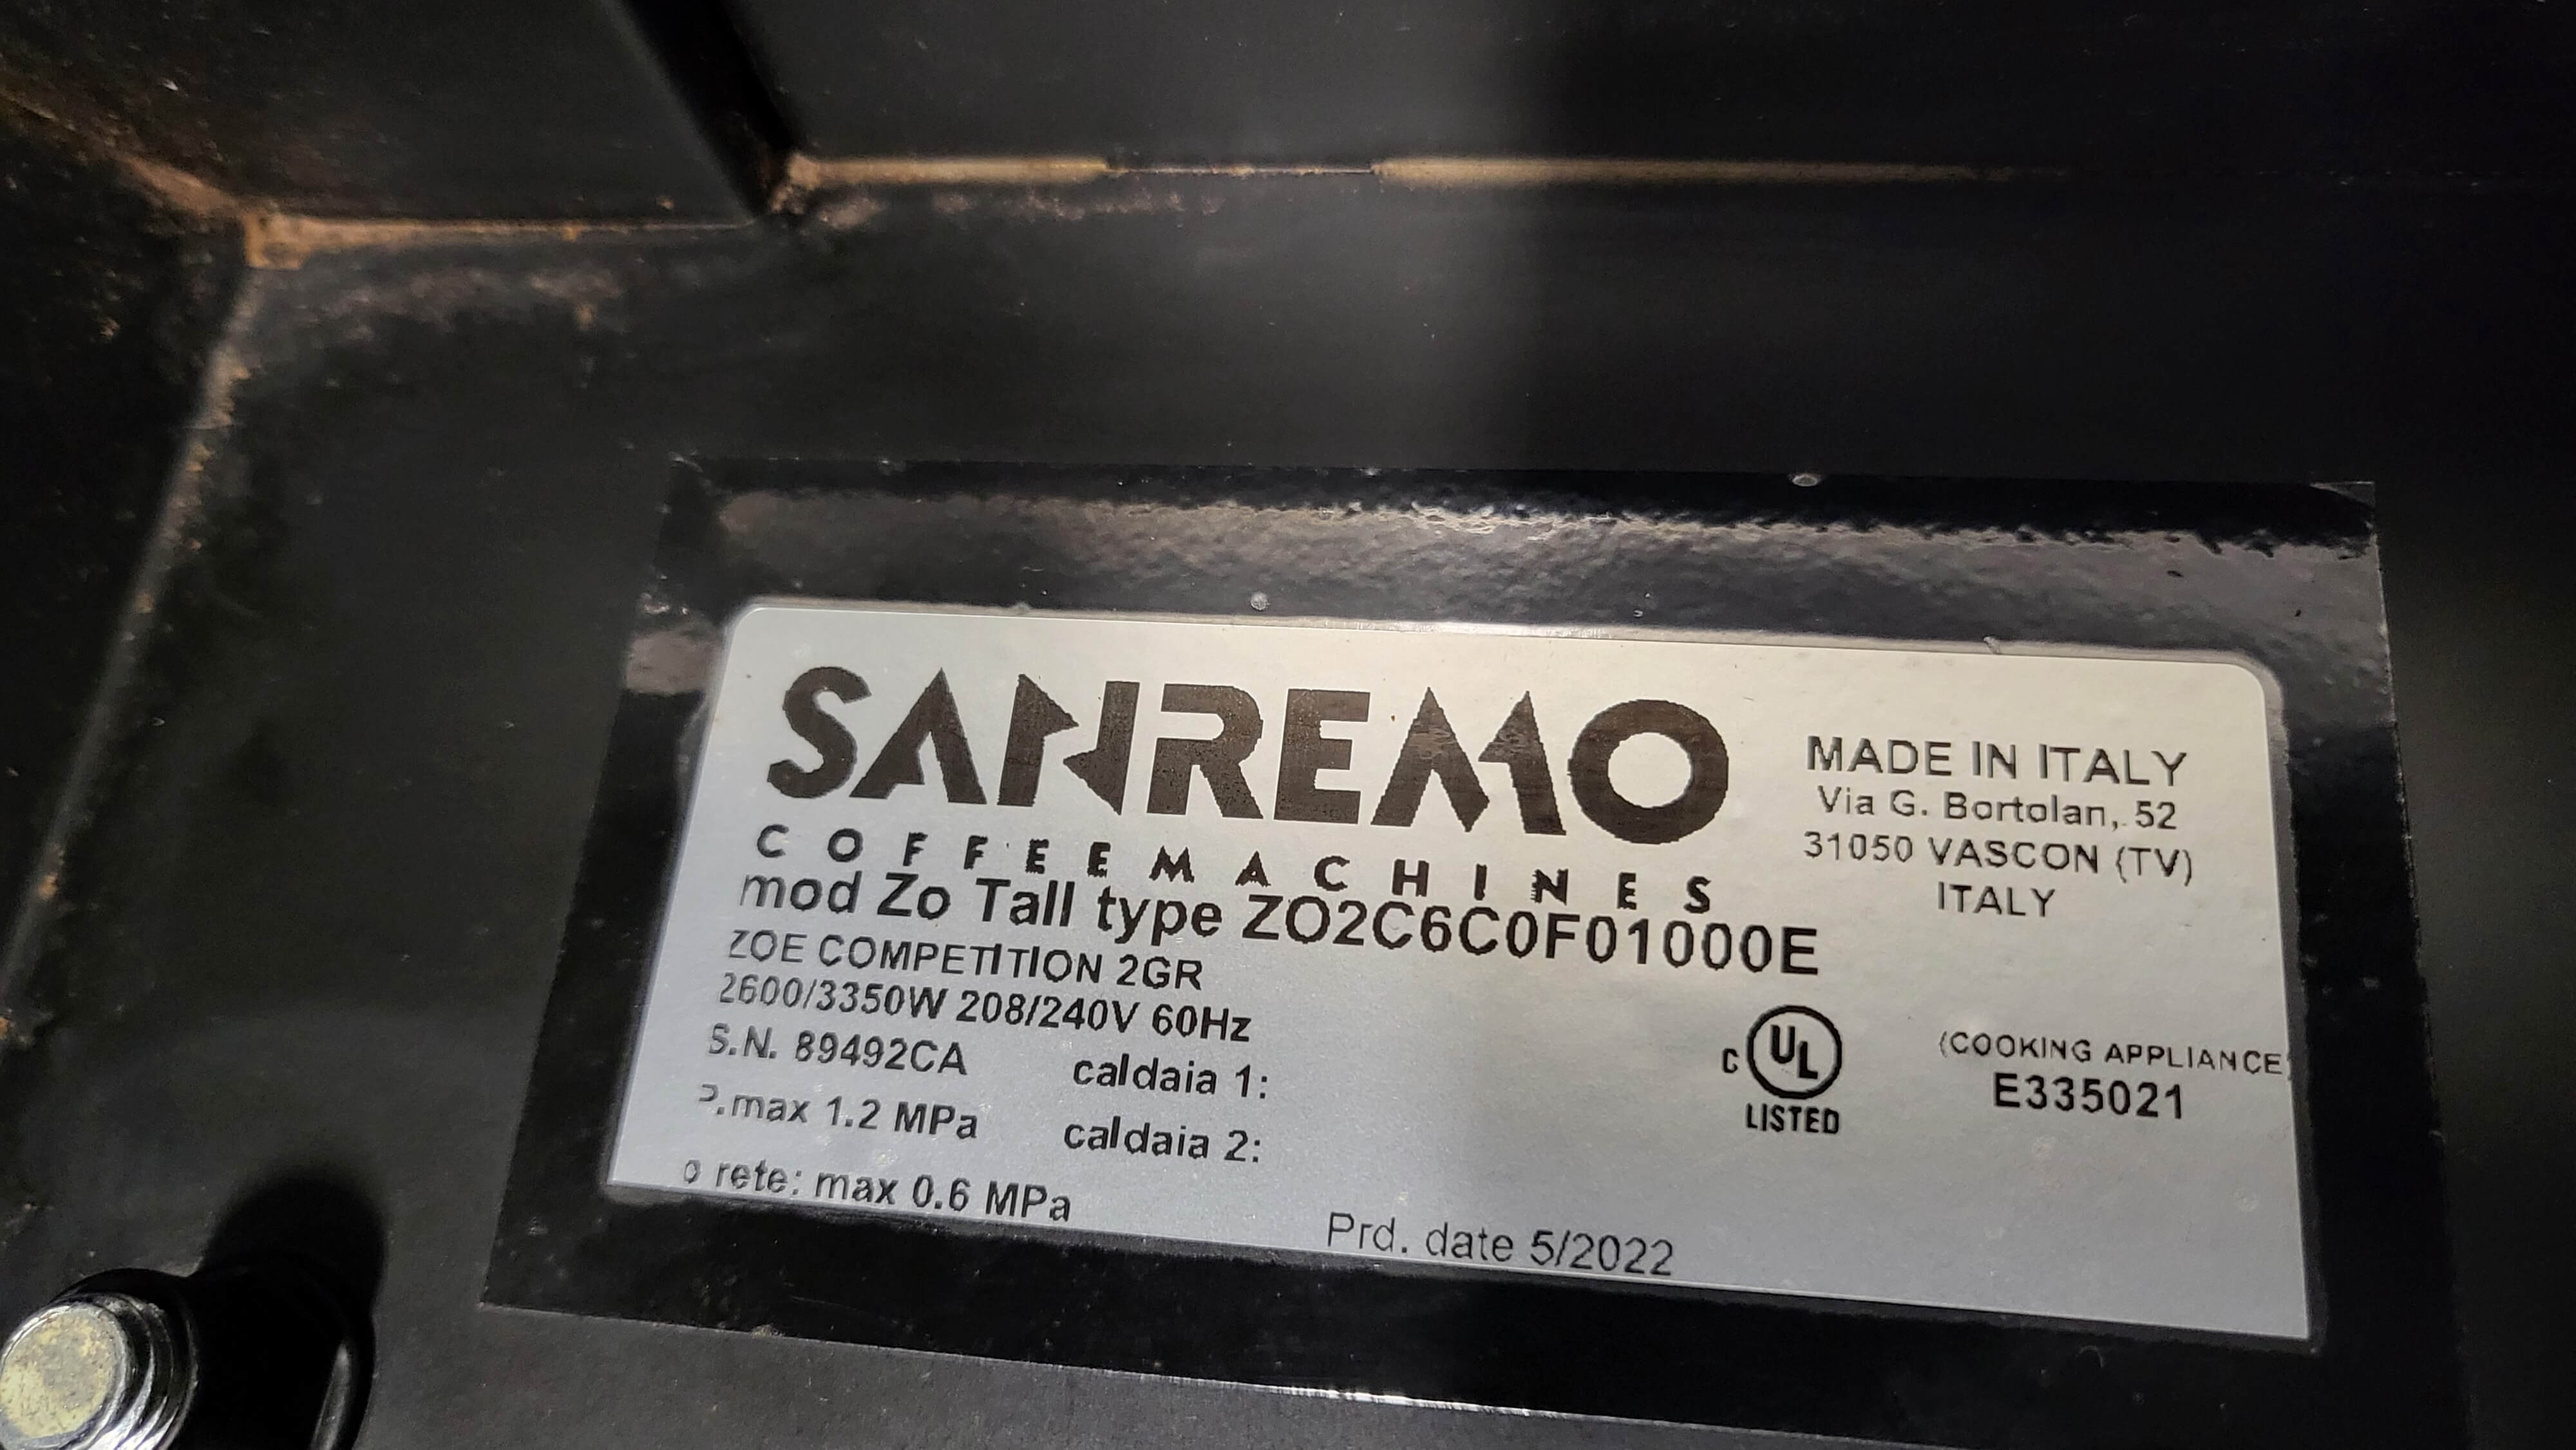 SANREMO
COFFEE MACHINES
MADE IN ITALY
Via G. Bortolan, 52
31050 VASCON (TV)
ITALY
mod Zo Tall type ZO2C6C0F01000E
ZOE COMPETITION 2GR
2600/3350W 208/240V 60Hz
S.N. 89492CA
caldaia 1:
P.max 1.2 MPa
caldaia 2:
o rete: max 0.6 MPa
Prd. date 5/2022
C UL
LISTED
(COOKING APPLIANCE)
E335021